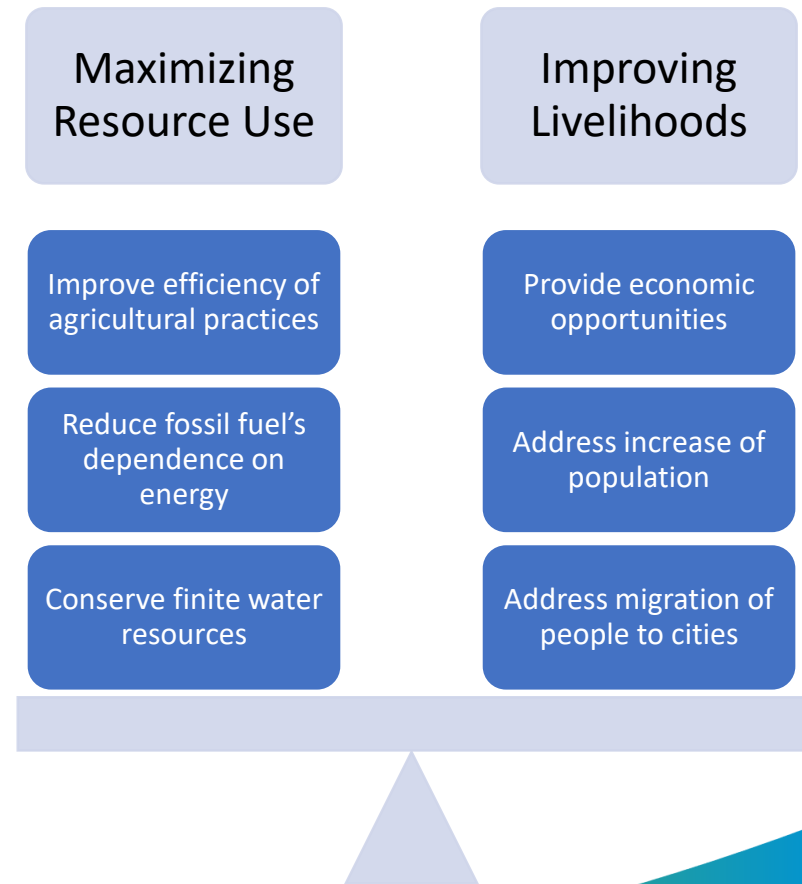 Maximizing
Resource Use
Improve efficiency of
agricultural practices
Reduce fossil fuel’s
dependence on
energy
Conserve finite water
resources
Improving
Livelihoods
Provide economic
opportunities
Address increase of
population
Address migration of
people to cities